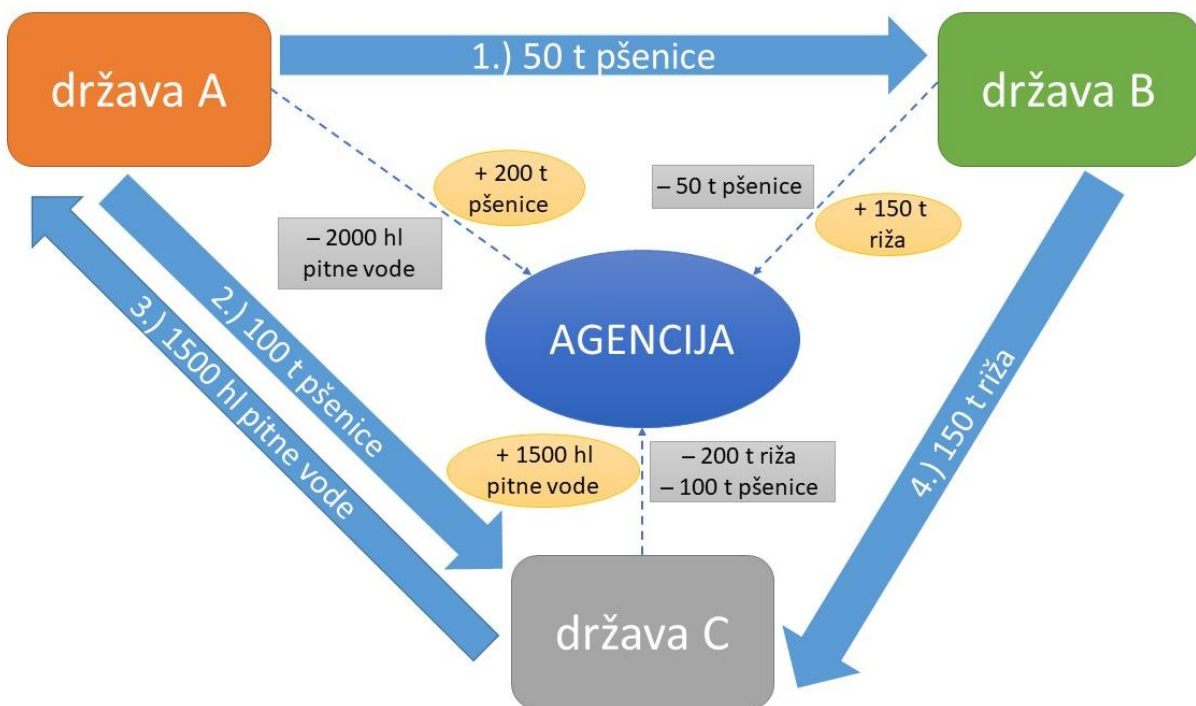 država A
1.) 50 t pšenice
država B
+ 200 t
pšenice
– 50 t pšenice
+ 150 t
riža
– 2000 hl
pitne vode
2.) 100 t pšenice
3.) 1500 hl pitne vode
AGENCIJA
4.) 150 t riža
+ 1500 hl
pitne vode
– 200 t riža
– 100 t pšenice
država C